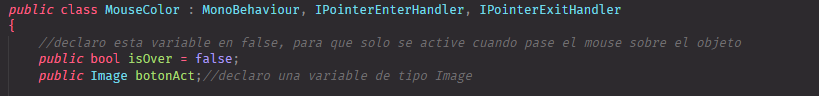 public class MouseColor : MonoBehaviour, IPointerEnterHandler, IPointerExitHandler
{
//declaro esta variable en false, para que solo se active cuando pase el mouse sobre el objeto
public bool isOver = false;
public Image botonAct;//declaro una variable de tipo Image